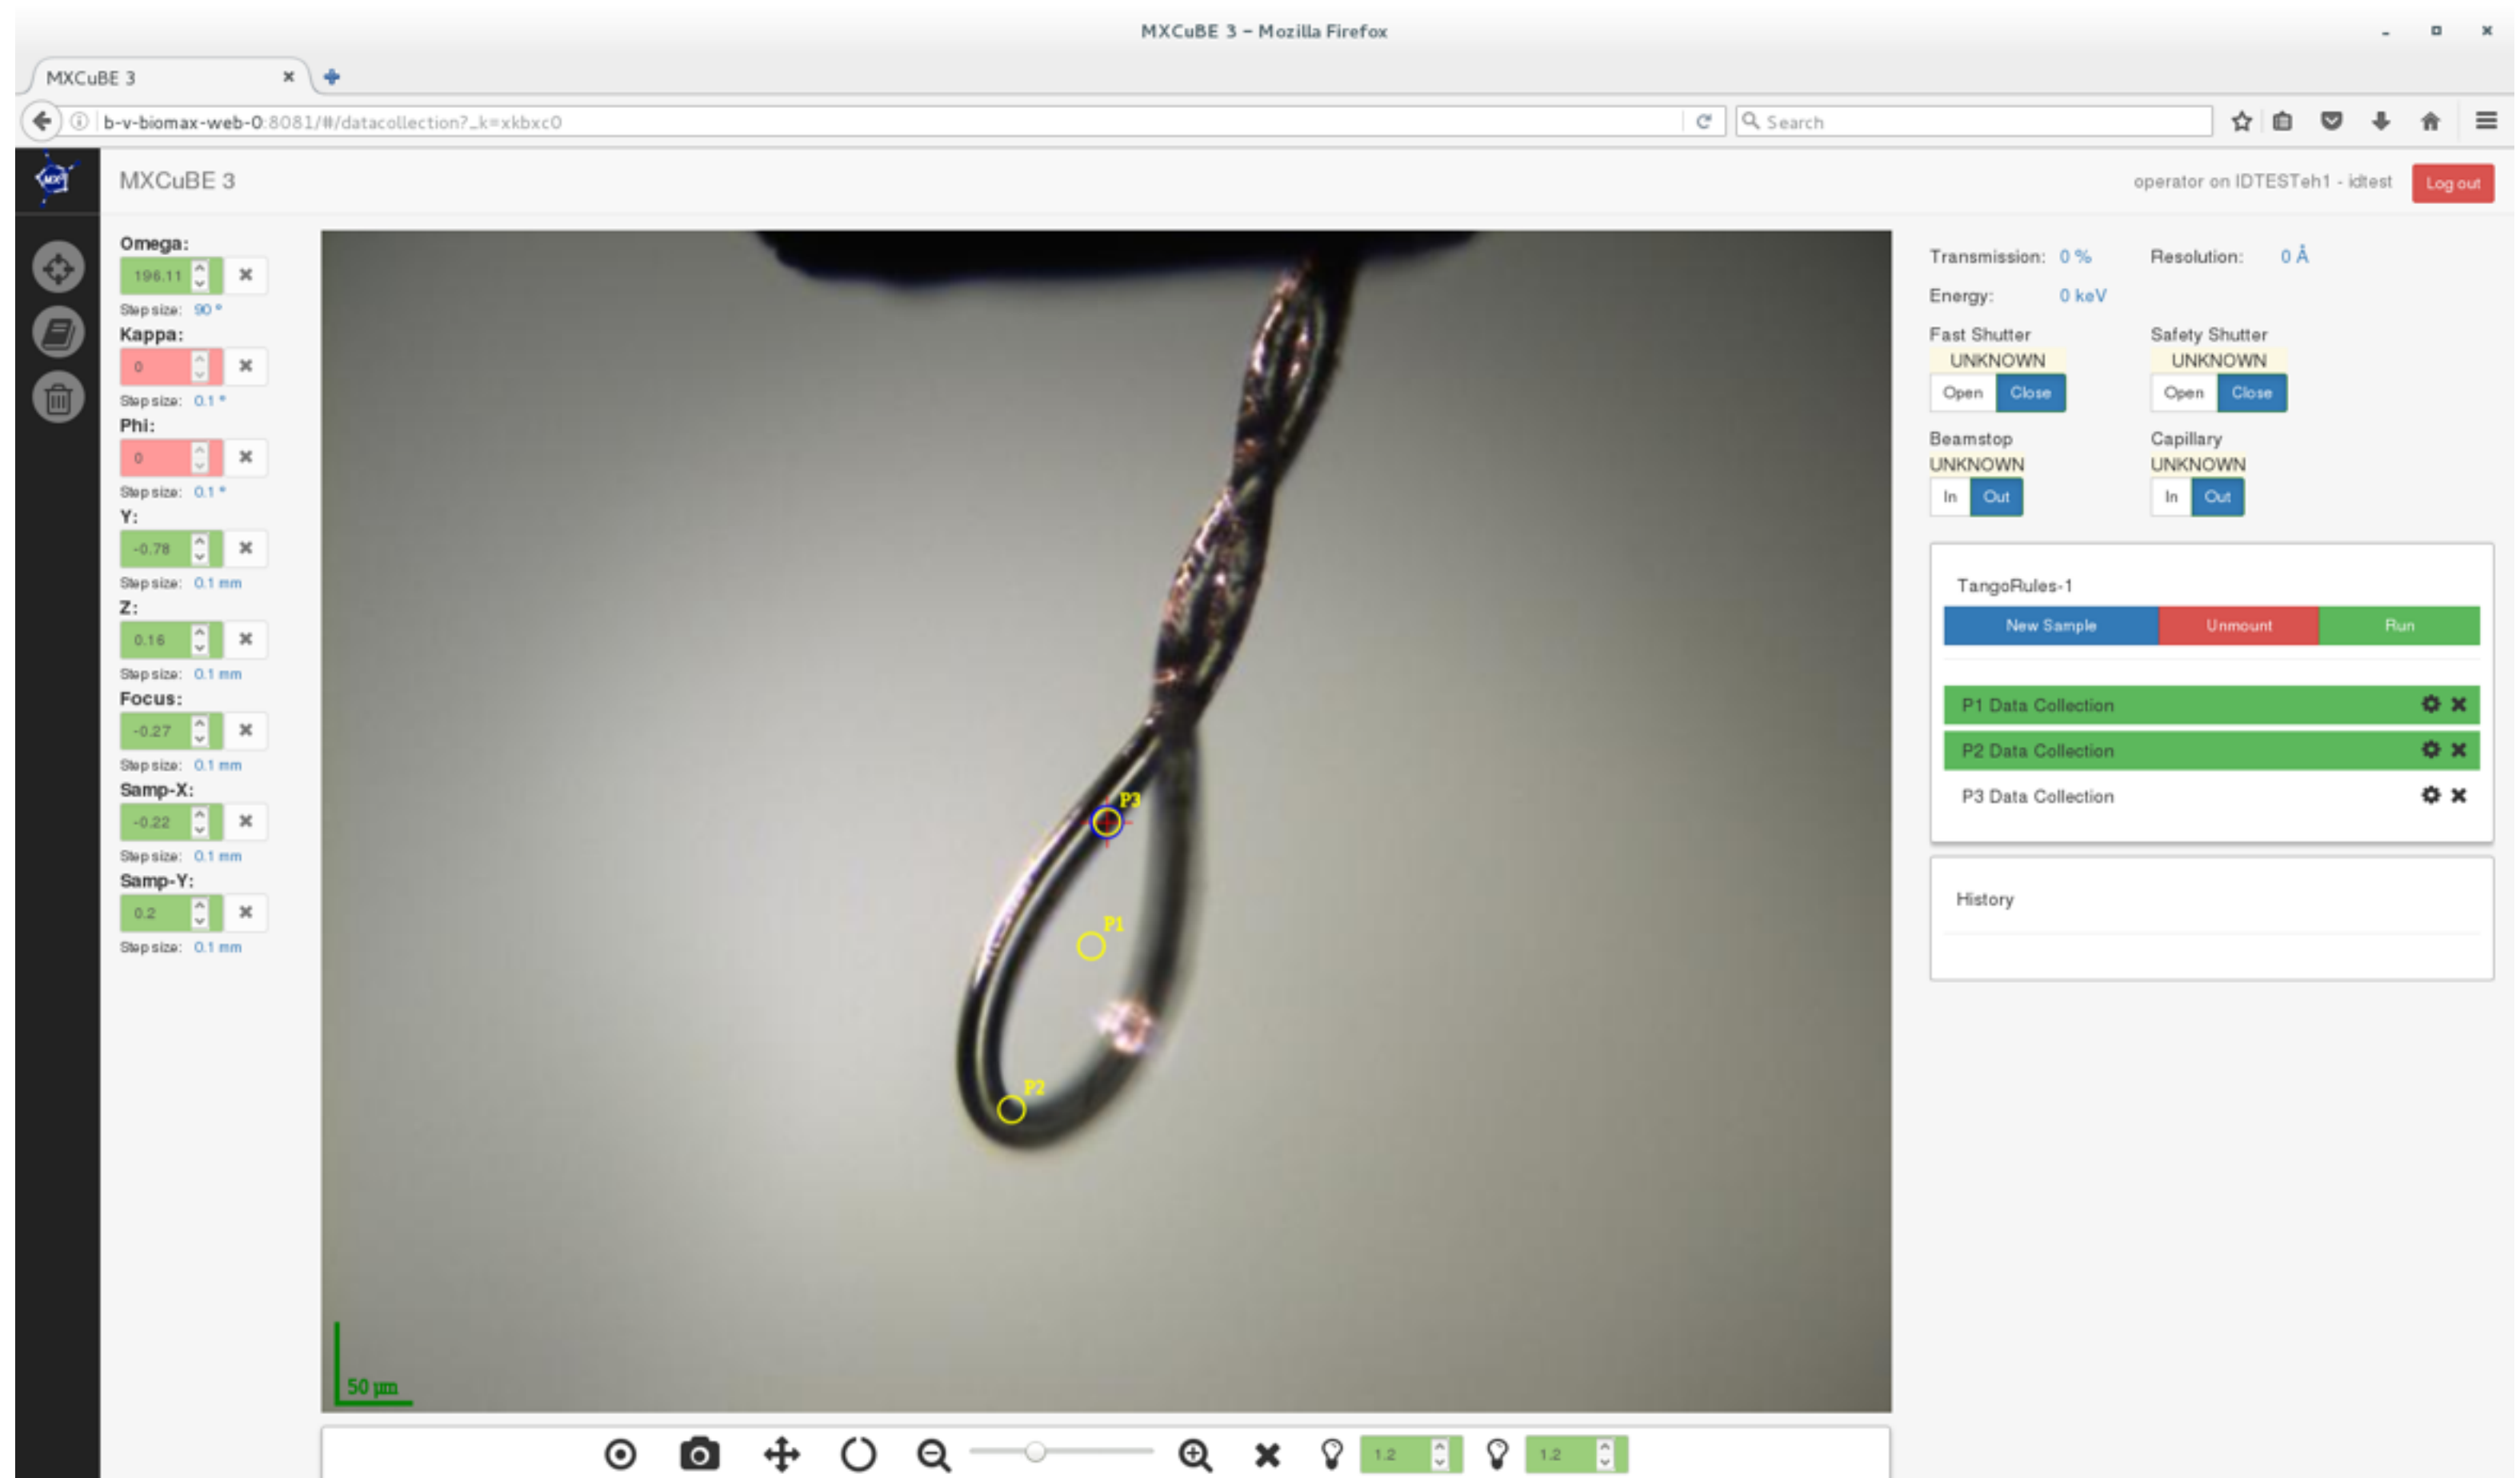 MXCuBE 3 – Mozilla Firefox
MXCuBE 3
b-v-biomax-web-0:8081/#/datacollection?_k=xkbxc0
Search
MXCuBE 3
operator on IDTESTeh1 - idtest
Log out
Omega:
196.11
Step size: 90 °
Kappa:
0
Step size: 0.1 °
Phi:
0
Step size: 0.1 °
Y:
-0.78
Step size: 0.1 mm
Z:
0.16
Step size: 0.1 mm
Focus:
-0.27
Step size: 0.1 mm
Samp-X:
-0.22
Step size: 0.1 mm
Samp-Y:
0.2
Step size: 0.1 mm
P3
P1
P2
50 µm
1.2
1.2
Transmission: 0 % Resolution: 0 Å
Energy: 0 keV
Fast Shutter Safety Shutter
UNKNOWN UNKNOWN
Open Close Open Close
Beamstop Capillary
UNKNOWN UNKNOWN
In Out In Out
TangoRules-1
New Sample Unmount Run
P1 Data Collection
P2 Data Collection
P3 Data Collection
History